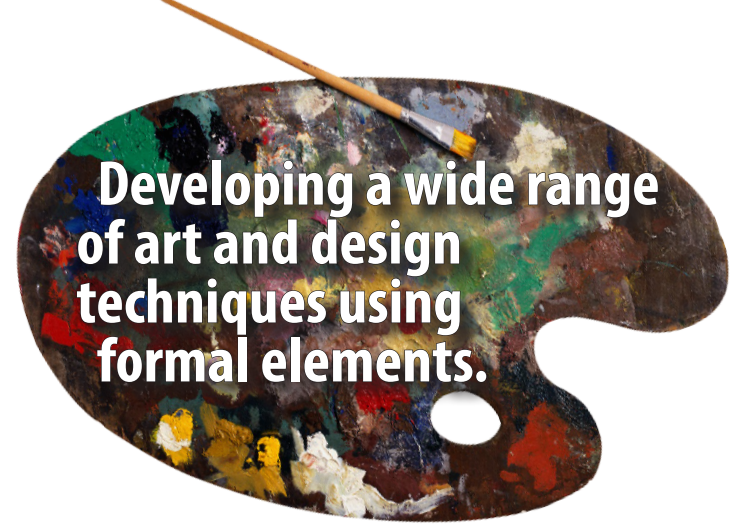 Developing a wide range
of art and design
techniques using
formal elements.